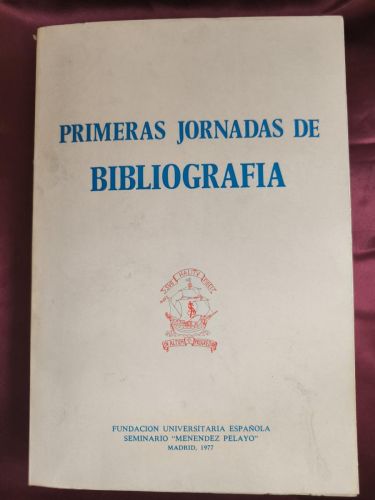 PRIMERAS JORNADAS DE
BIBLIOGRAFIA
FUNDACION UNIVERSITARIA ESPAÑOLA
SEMINARIO "MENENDEZ PELAYO"
MADRID, 1977